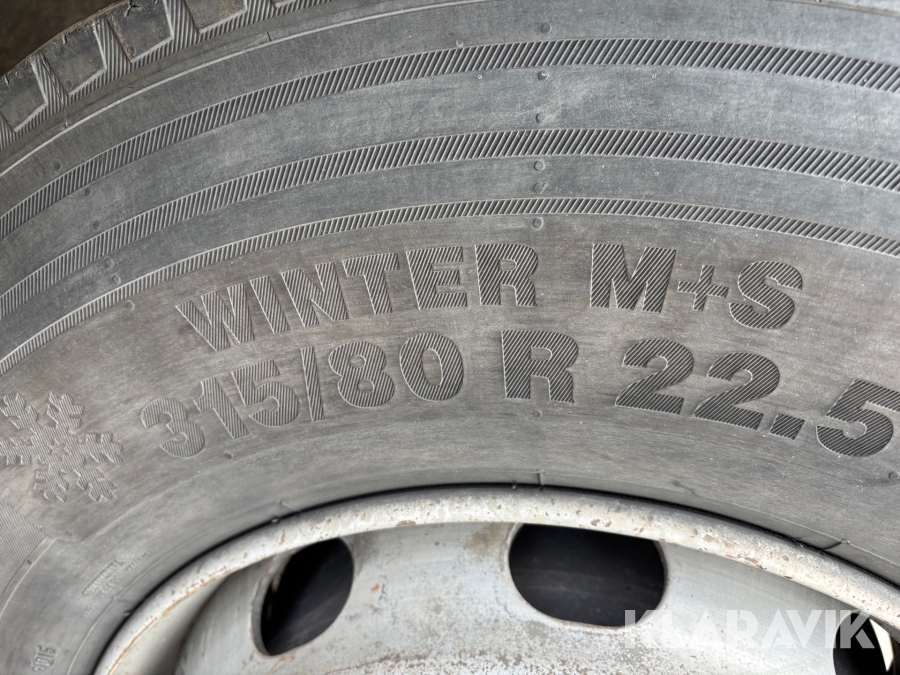 WINTER M+S
315/80 R 22.5
KLARAVIK